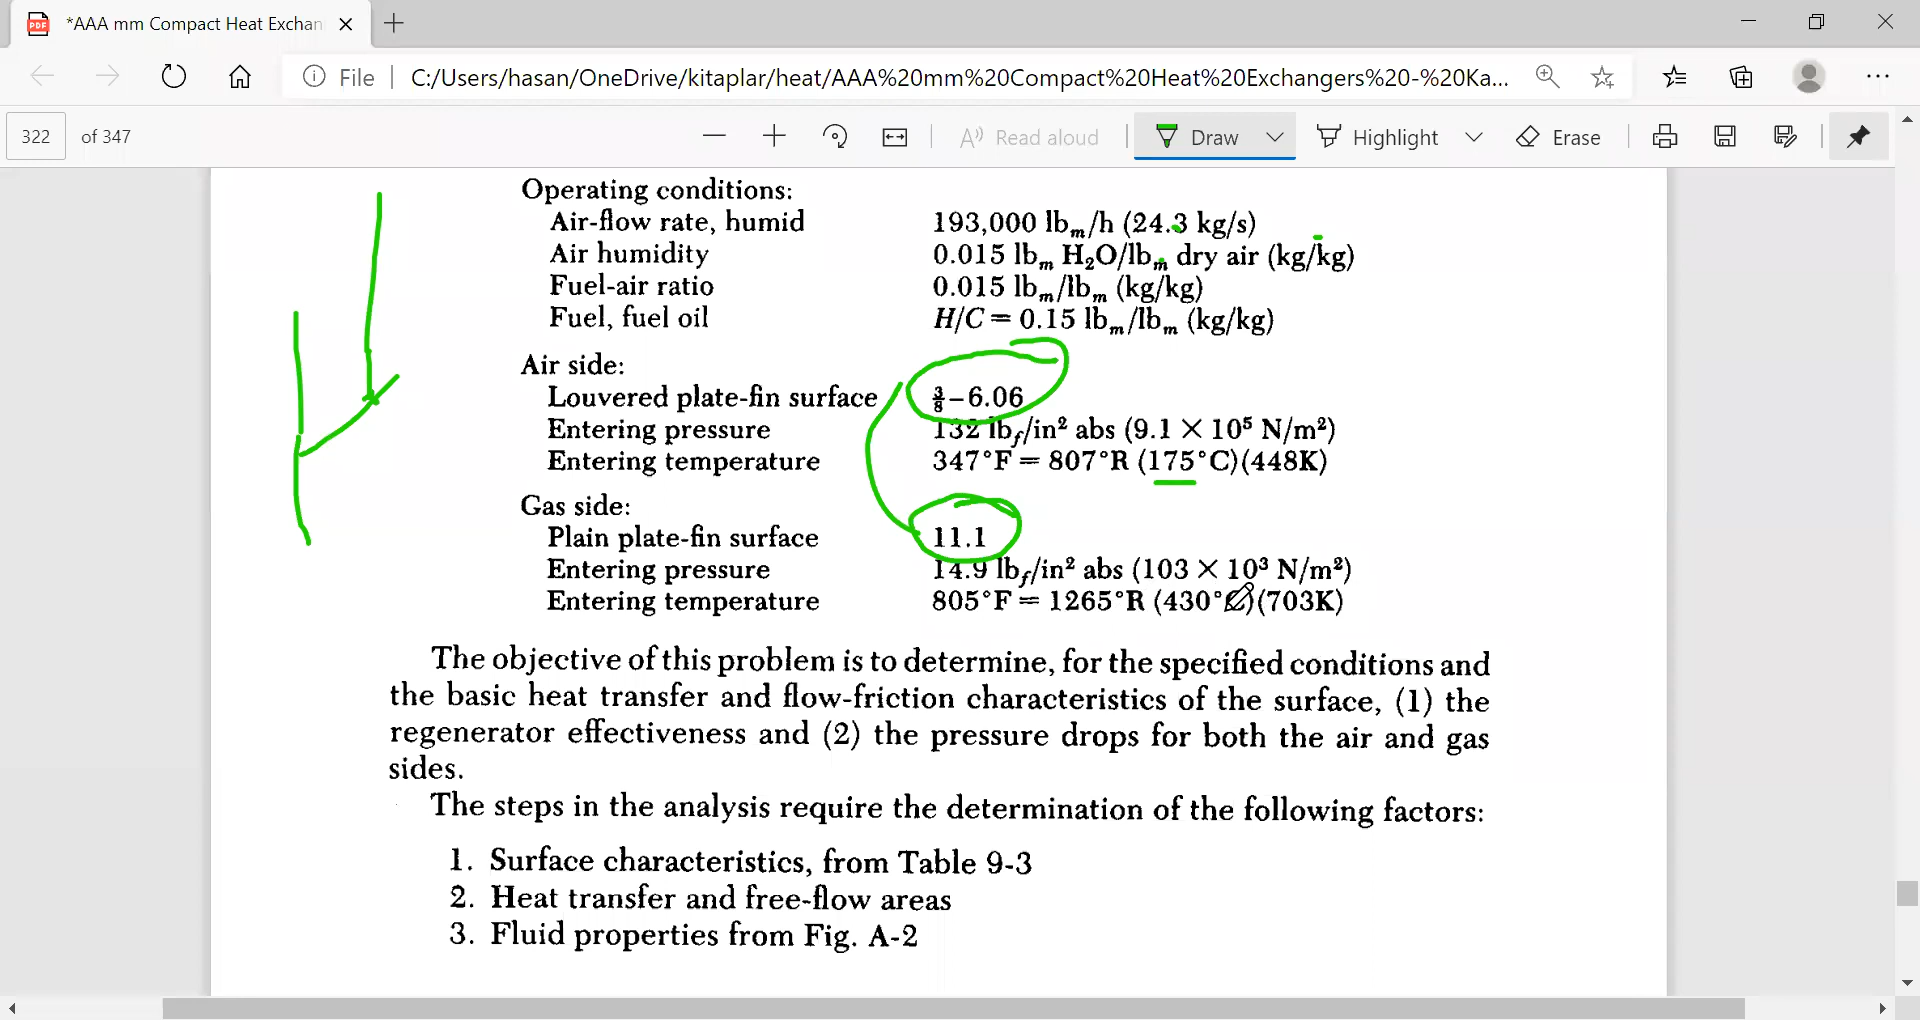 *AAA mm Compact Heat Exchan
File
C:/Users/hasan/OneDrive/kitaplar/heat/AAA%20mm%20Compact%20Heat%20Exchangers%20-%20Ka...
322 of 347
Read aloud
Draw
Highlight
Erase
Operating conditions:
Air-flow rate, humid 193,000 lbₘ/h (24.3 kg/s)
Air humidity 0.015 lbₘ H₂O/lbₘ dry air (kg/kg)
Fuel-air ratio 0.015 lbₘ/lbₘ (kg/kg)
Fuel, fuel oil H/C = 0.15 lbₘ/lbₘ (kg/kg)
Air side:
Louvered plate-fin surface ⅜–6.06
Entering pressure 132 lb_f/in² abs (9.1 × 10⁵ N/m²)
Entering temperature 347°F = 807°R (175°C)(448K)
Gas side:
Plain plate-fin surface 11.1
Entering pressure 14.9 lb_f/in² abs (103 × 10³ N/m²)
Entering temperature 805°F = 1265°R (430°C)(703K)
The objective of this problem is to determine, for the specified conditions and
the basic heat transfer and flow-friction characteristics of the surface, (1) the
regenerator effectiveness and (2) the pressure drops for both the air and gas
sides.
The steps in the analysis require the determination of the following factors:
1. Surface characteristics, from Table 9-3
2. Heat transfer and free-flow areas
3. Fluid properties from Fig. A-2